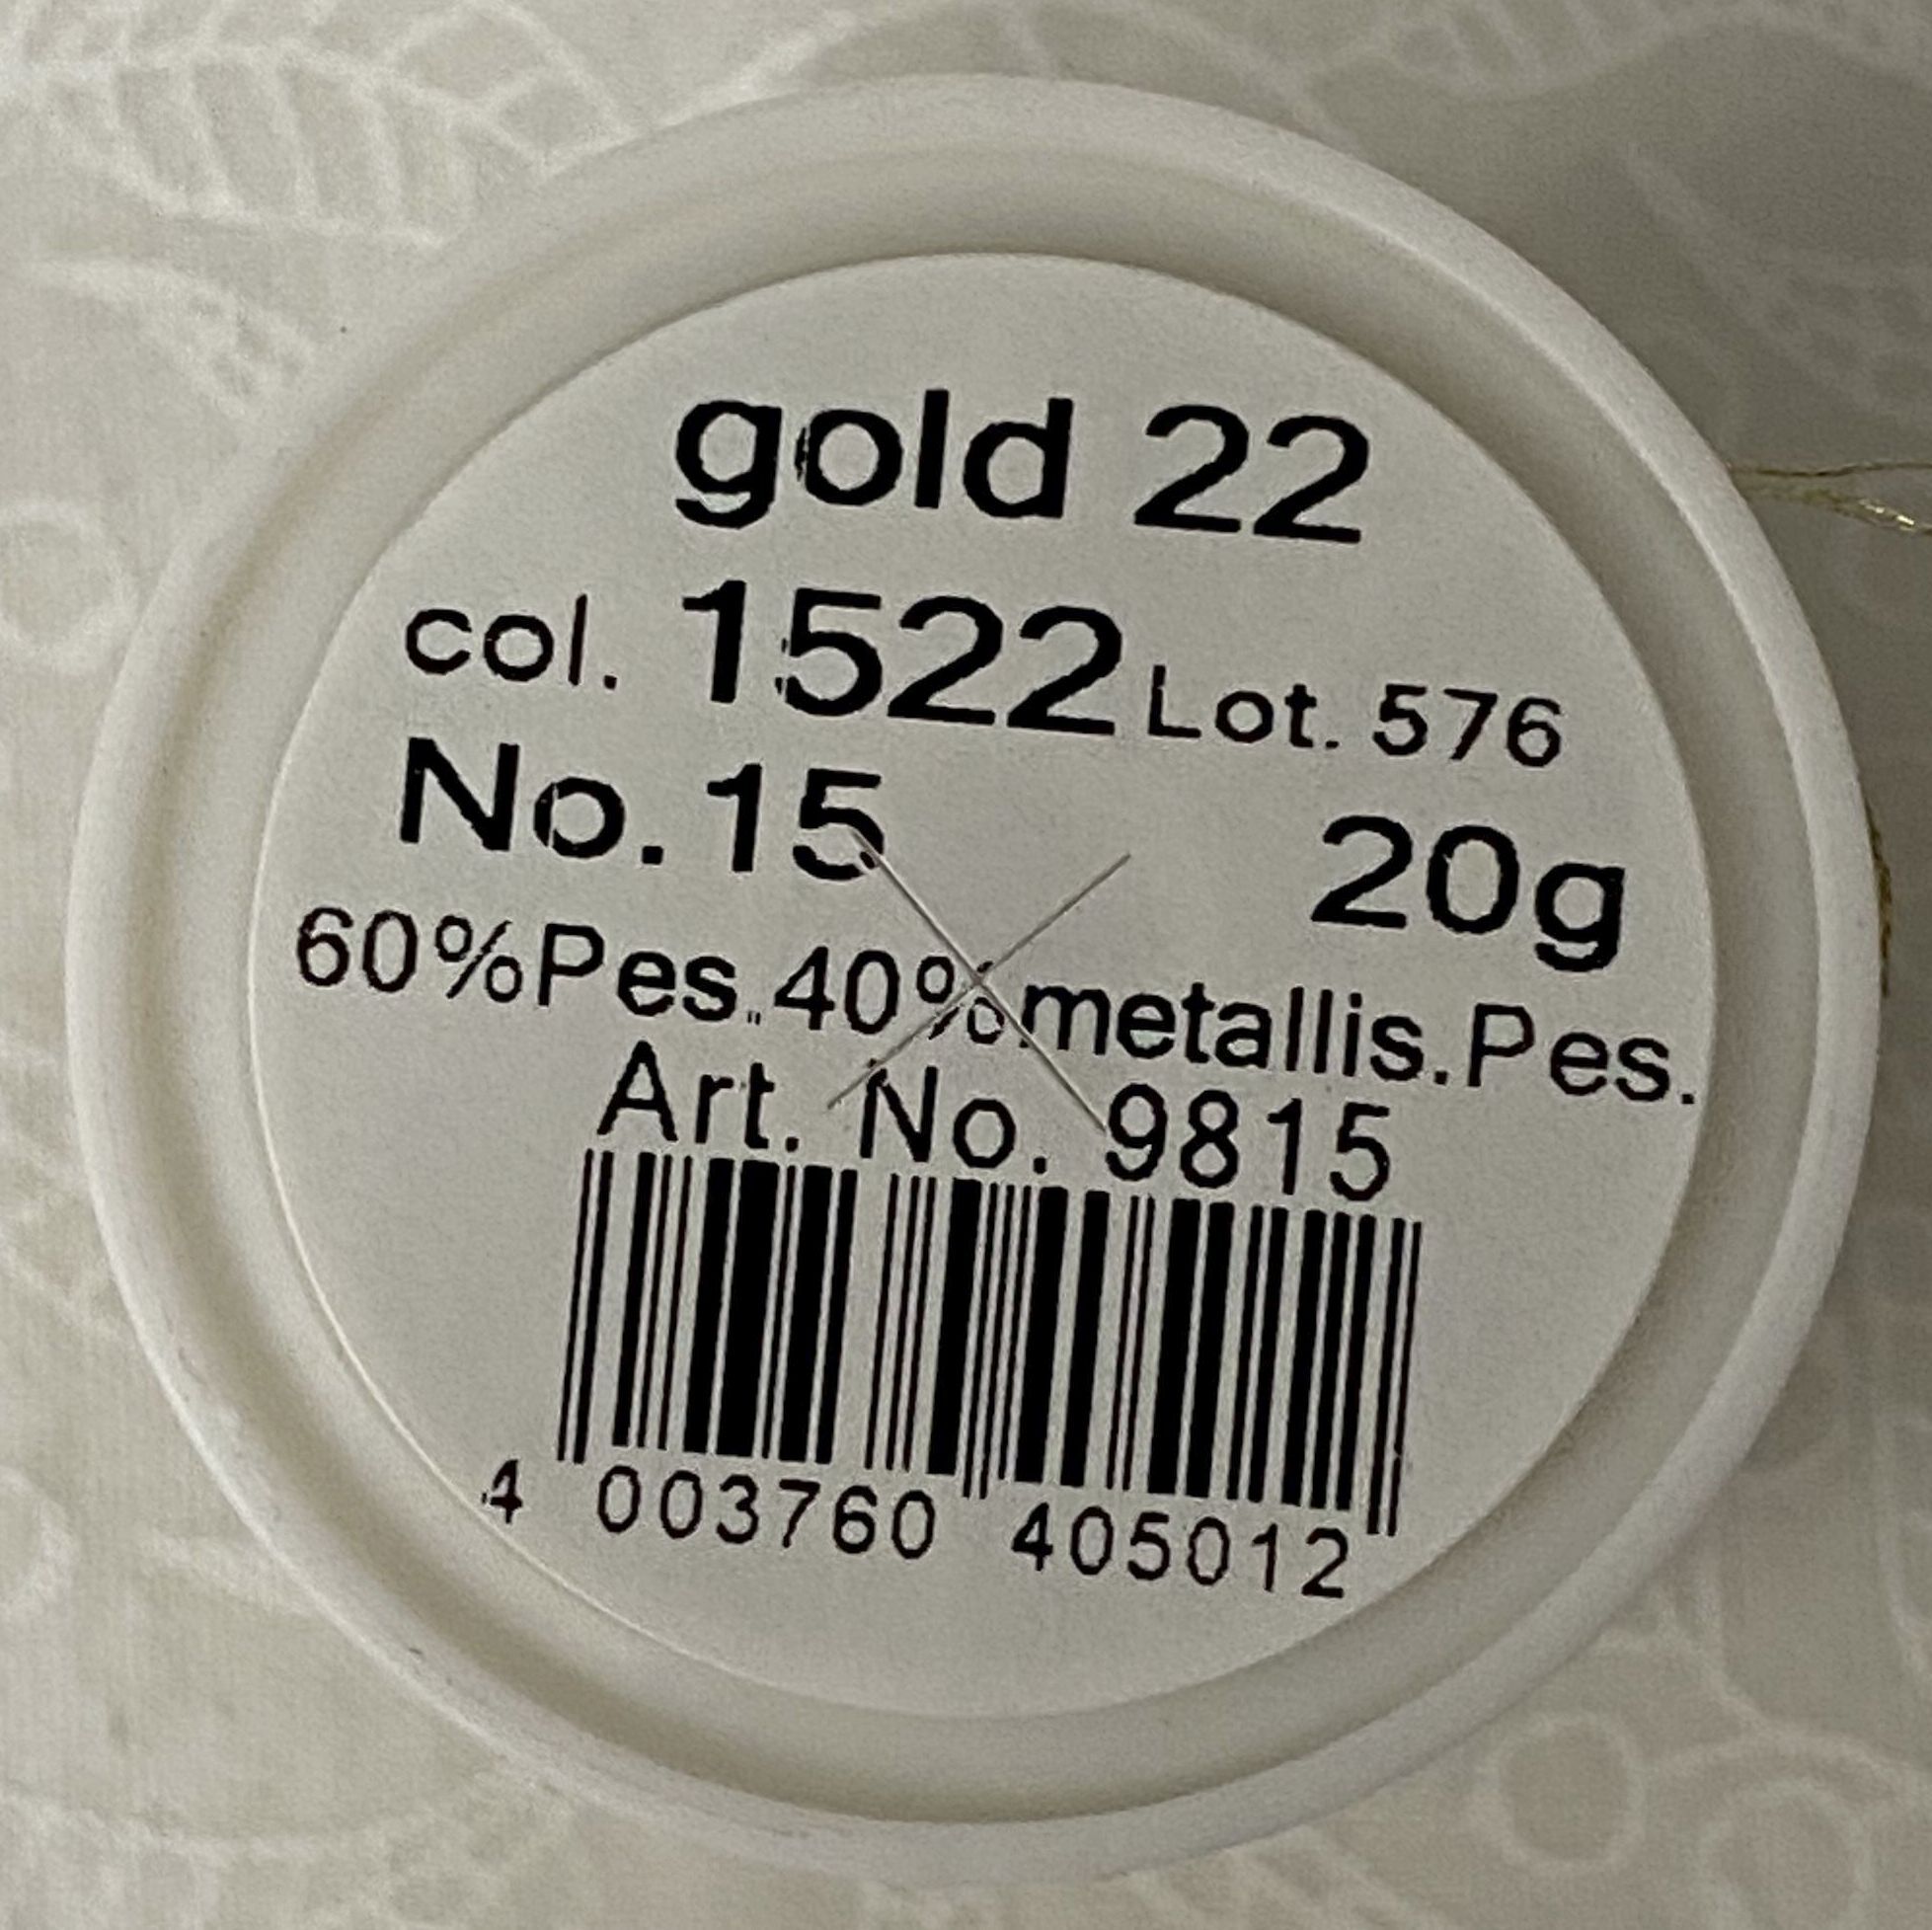 gold 22
col. 1522 Lot. 576
No. 15 20g
60%Pes. 40%metallis.Pes.
Art. No. 9815
4 003760 405012